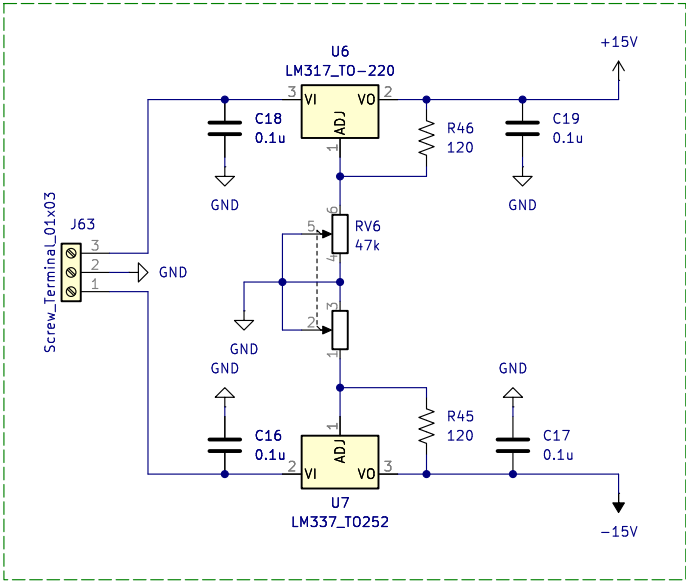 +15V
U6
LM317_TO-220
3
VI
VO
2
ADJ
1
C18
0.1u
R46
120
C19
0.1u
GND
GND
6
5
RV6
47k
4
Screw_Terminal_01x03
J63
3
2
1
GND
3
2
1
GND
GND
GND
C16
0.1u
1
ADJ
2
VI
VO
3
R45
120
C17
0.1u
U7
LM337_TO252
-15V